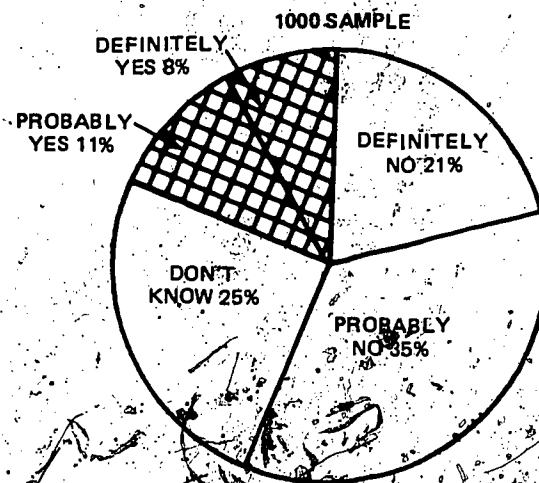 1000 SAMPLE
DEFINITELY
YES 8%
PROBABLY
YES 11%
DEFINITELY
NO 21%
DON'T
KNOW 25%
PROBABLY
NO 35%